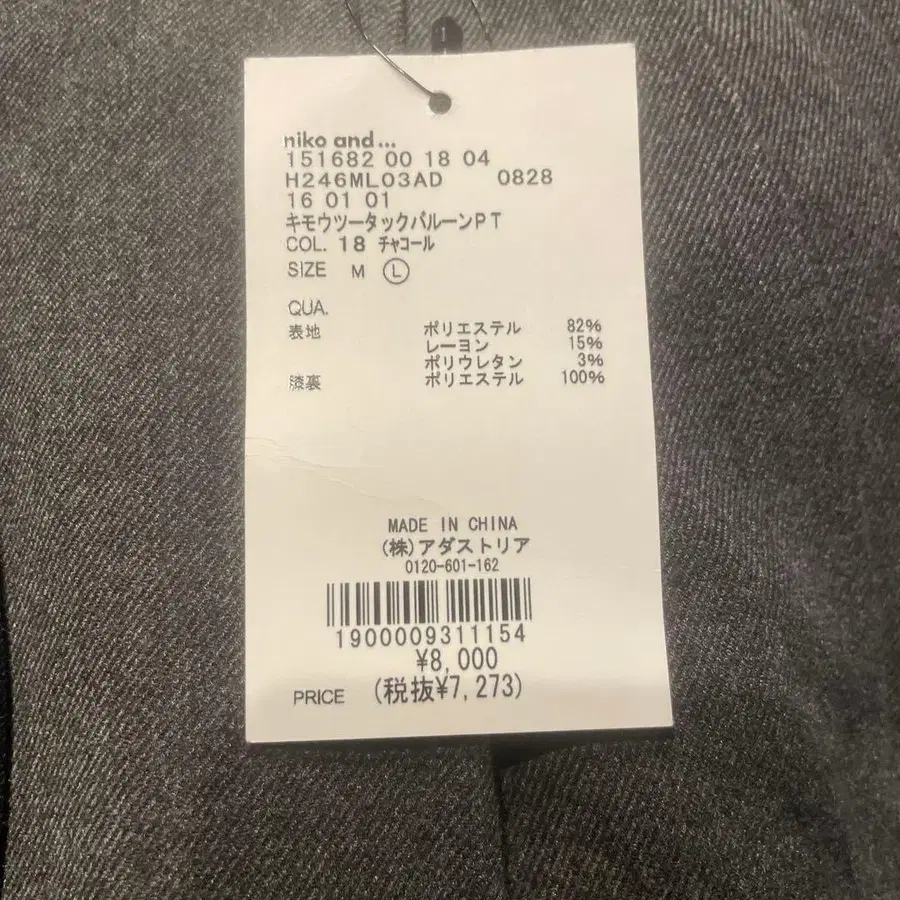 niko and...
151682 00 18 04
H246ML03AD 0828
16 01 01
キモウツータックバルーンPT
COL. 18 チャコール
SIZE M L
QUA.
表地 ポリエステル 82%
レーヨン 15%
ポリウレタン 3%
膝裏 ポリエステル 100%
MADE IN CHINA
(株)アダストリア
0120-601-162
1900009311154
¥8,000
PRICE (税抜¥7,273)